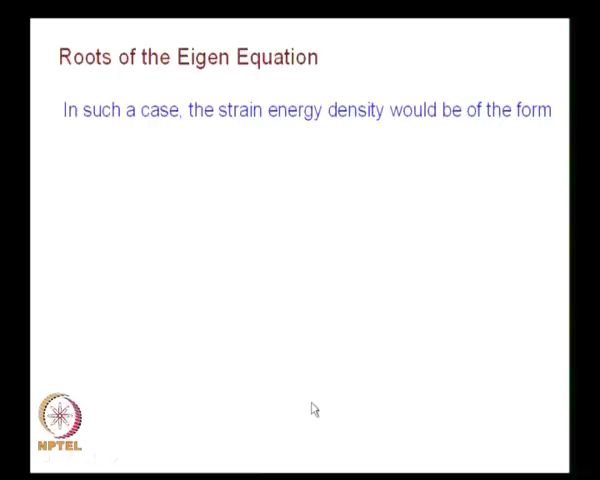 Roots of the Eigen Equation
In such a case, the strain energy density would be of the form
NPTEL